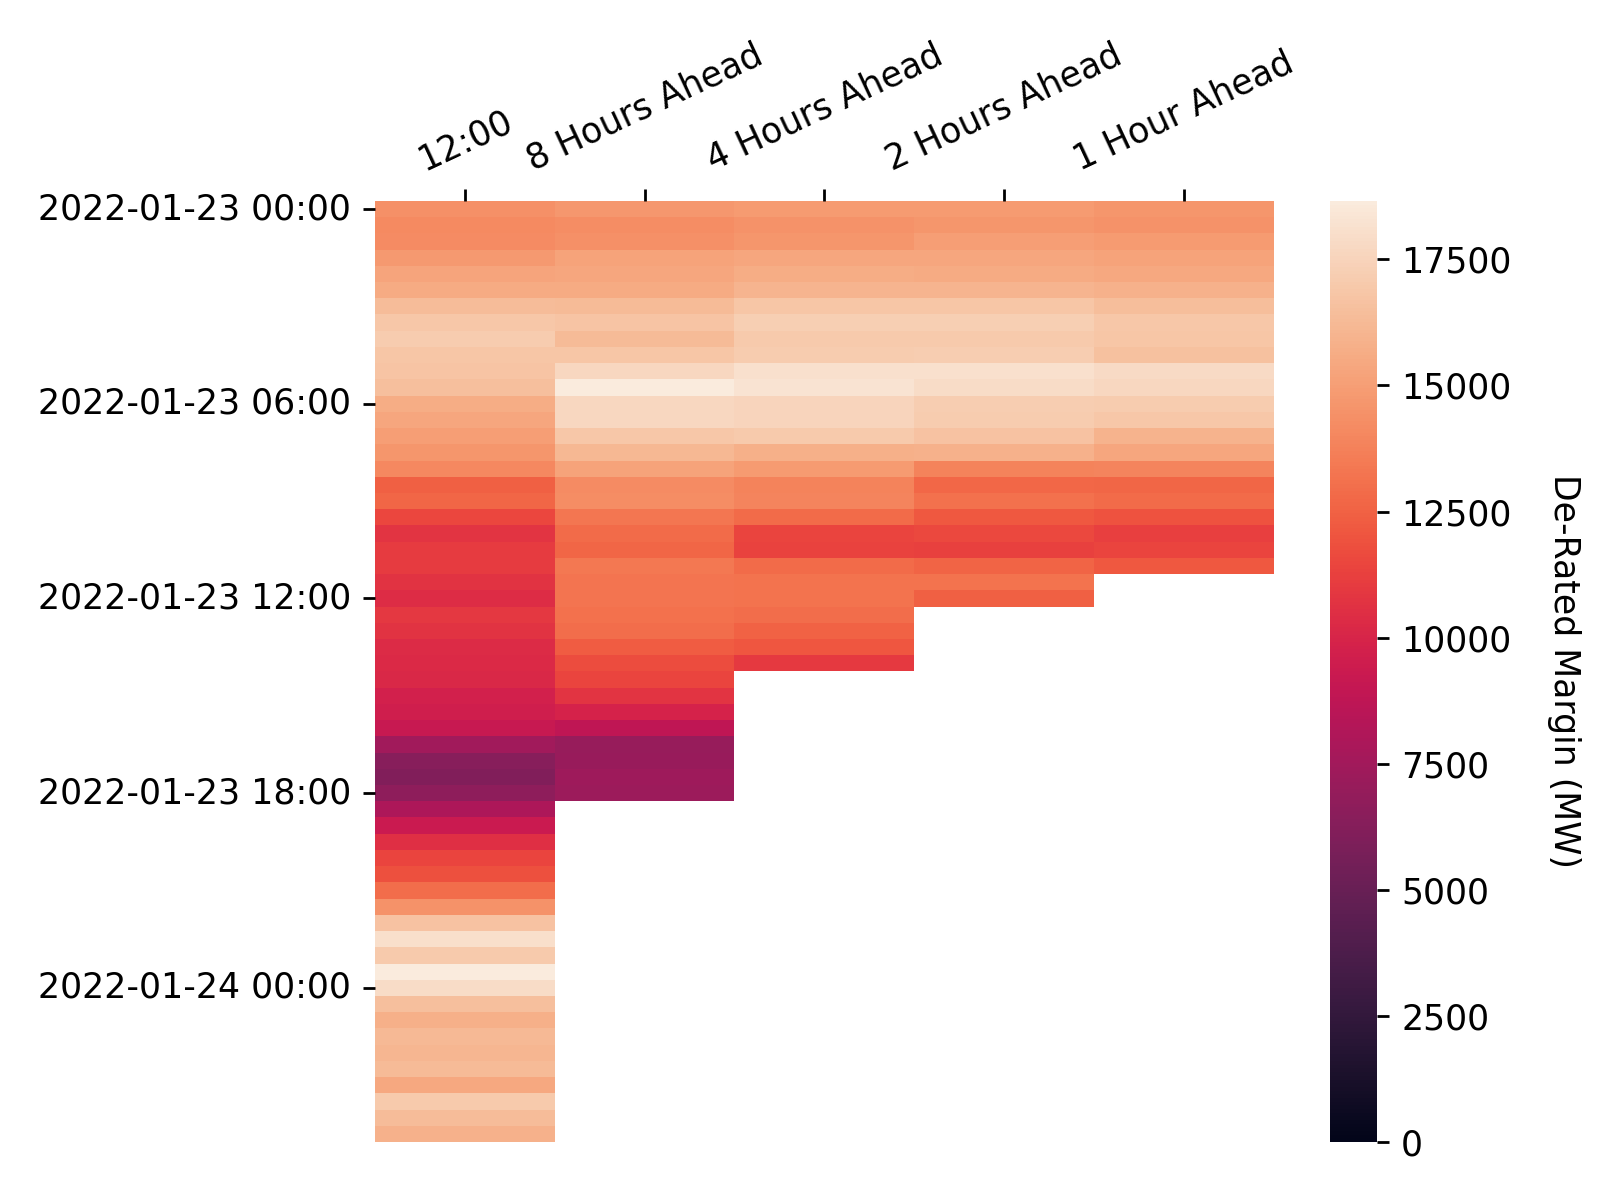 12:00
8 Hours Ahead
4 Hours Ahead
2 Hours Ahead
1 Hour Ahead
2022-01-23 00:00
2022-01-23 06:00
2022-01-23 12:00
2022-01-23 18:00
2022-01-24 00:00
17500
15000
12500
10000
7500
5000
2500
0
De-Rated Margin (MW)